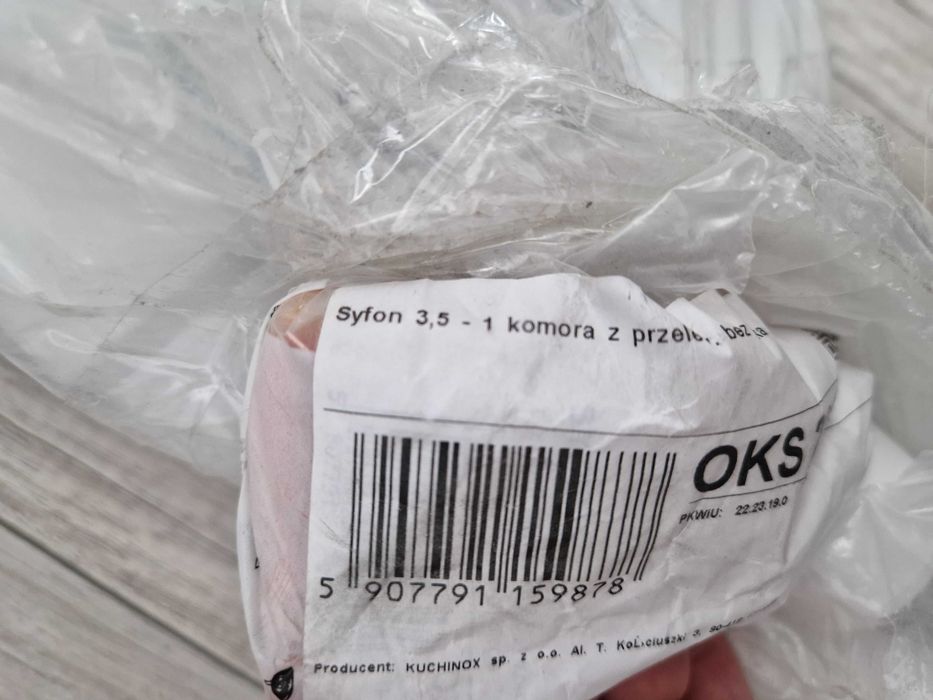 Syfon 3,5 - 1 komora z
OKS
PKWIU: 22.23.19.0
5 907791 159878
Producent: KUCHINOX sp. z o.o. Al. T. Kościuszki 3,